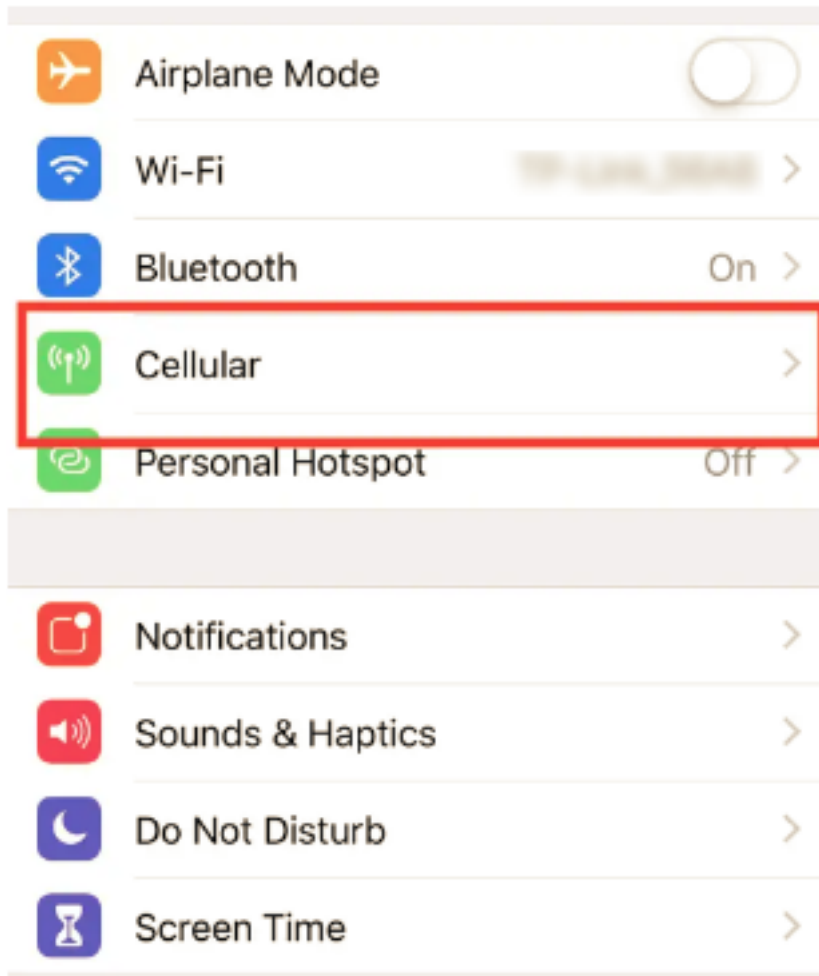 Airplane Mode
Wi-Fi
Bluetooth On
Cellular
Personal Hotspot Off
Notifications
Sounds & Haptics
Do Not Disturb
Screen Time